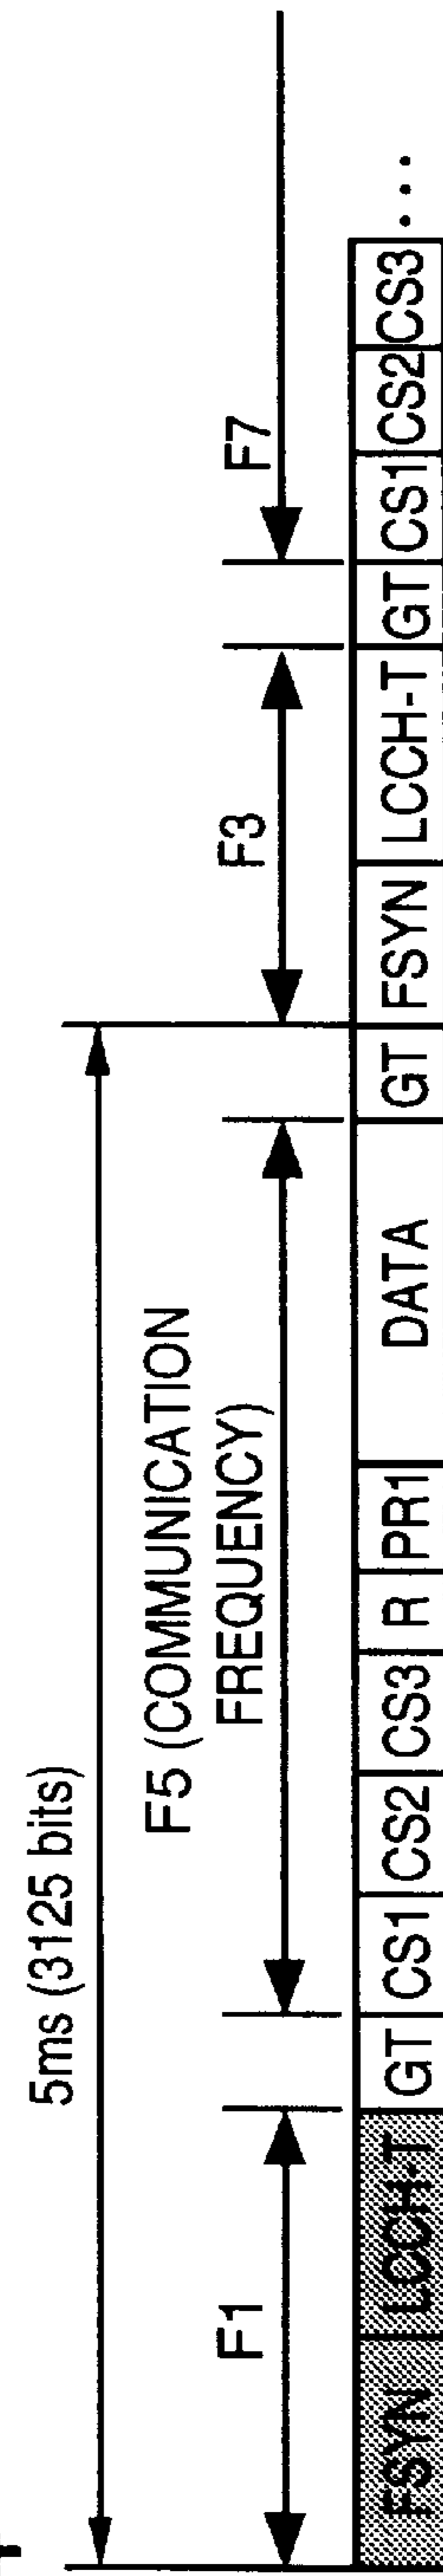 5ms (3125 bits)
F1
F5 (COMMUNICATION
FREQUENCY)
F3
F7
FSYN LCCH-T GT CS1 CS2 CS3 R PR1 DATA GT FSYN LCCH-T GT CS1 CS2 CS3 ...